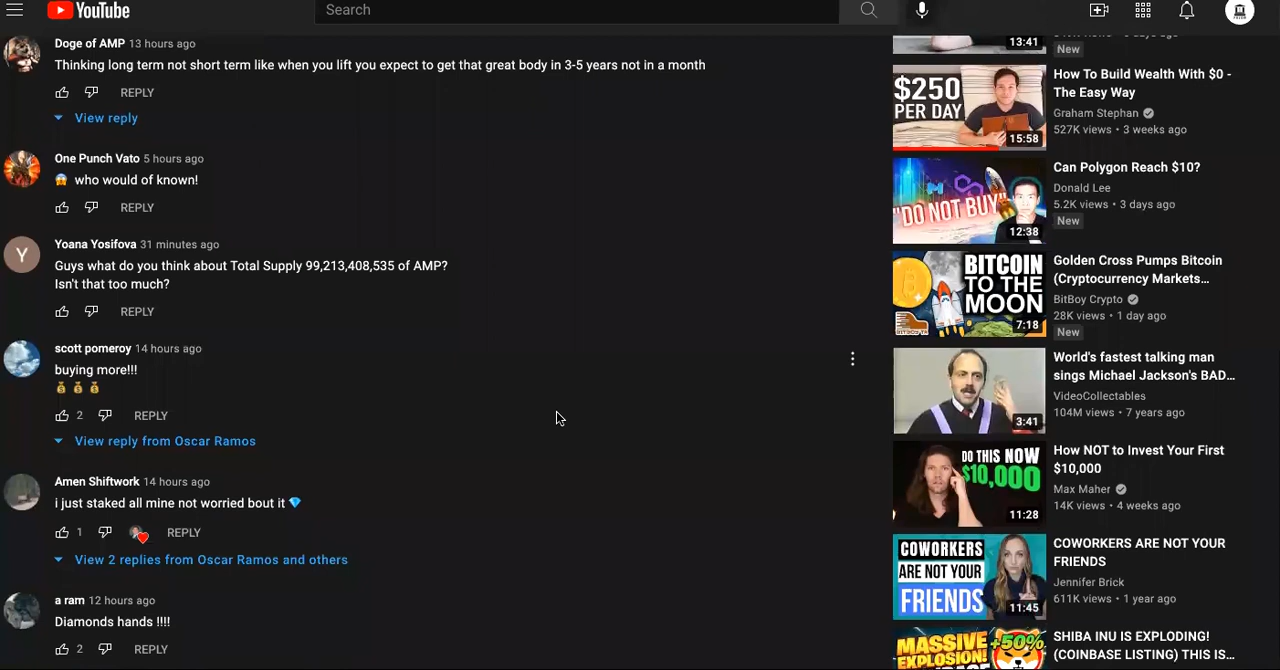 YouTube
Search
Doge of AMP 13 hours ago
Thinking long term not short term like when you lift you expect to get that great body in 3-5 years not in a month
REPLY
View reply
One Punch Vato 5 hours ago
😱 who would of known!
REPLY
Y
Yoana Yosifova 31 minutes ago
Guys what do you think about Total Supply 99,213,408,535 of AMP?
Isn't that too much?
REPLY
scott pomeroy 14 hours ago
buying more!!!
💰 💰 💰
2 REPLY
View reply from Oscar Ramos
Amen Shiftwork 14 hours ago
i just staked all mine not worried bout it 💎
1 REPLY
View 2 replies from Oscar Ramos and others
a ram 12 hours ago
Diamonds hands !!!!
2 REPLY
13:41
New
$250
PER DAY
15:58
How To Build Wealth With $0 -
The Easy Way
Graham Stephan
527K views • 3 weeks ago
"DO NOT BUY"
12:38
Can Polygon Reach $10?
Donald Lee
5.2K views • 3 days ago
New
BITCOIN
TO THE
MOON
7:18
Golden Cross Pumps Bitcoin
(Cryptocurrency Markets…
BitBoy Crypto
28K views • 1 day ago
New
3:41
World's fastest talking man
sings Michael Jackson's BAD…
VideoCollectables
104M views • 7 years ago
DO THIS NOW
$10,000
11:28
How NOT to Invest Your First
$10,000
Max Maher
14K views • 4 weeks ago
COWORKERS
ARE NOT YOUR
FRIENDS
11:45
COWORKERS ARE NOT YOUR
FRIENDS
Jennifer Brick
611K views • 1 year ago
MASSIVE +50%
EXPLOSION!
SHIBA INU IS EXPLODING!
(COINBASE LISTING) THIS IS…